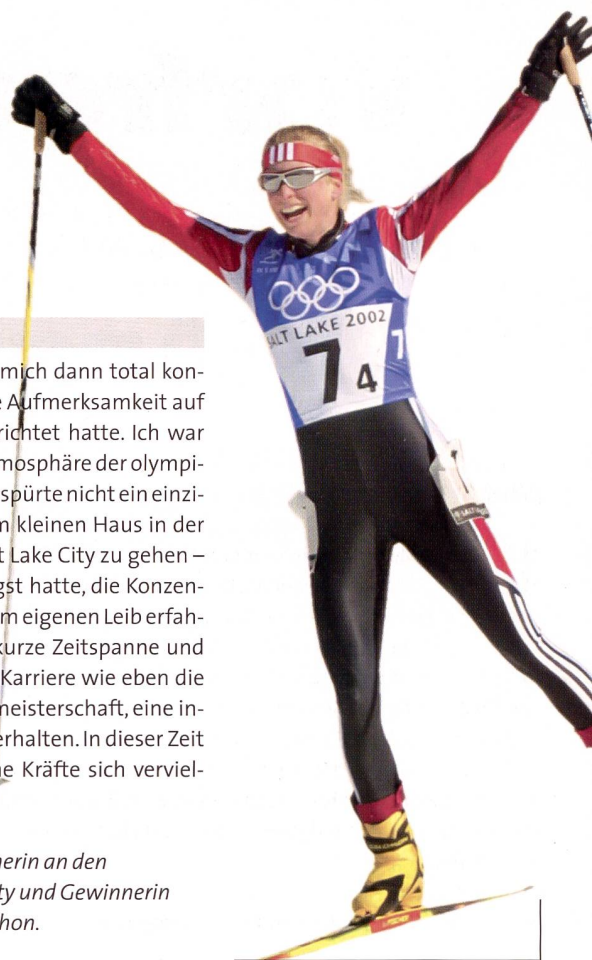 mich dann total kon-
Aufmerksamkeit auf
richtet hatte. Ich war
mosphäre der olympi-
spürte nicht ein einzi-
kleinen Haus in der
Lake City zu gehen –
gst hatte, die Konzen-
m eigenen Leib erfah-
kurze Zeitspanne und
Karriere wie eben die
meisterschaft, eine in-
erhalten. In dieser Zeit
ne Kräfte sich verviel-
nerin an den
ty und Gewinnerin
hon.
SALT LAKE 2002
7
4
7